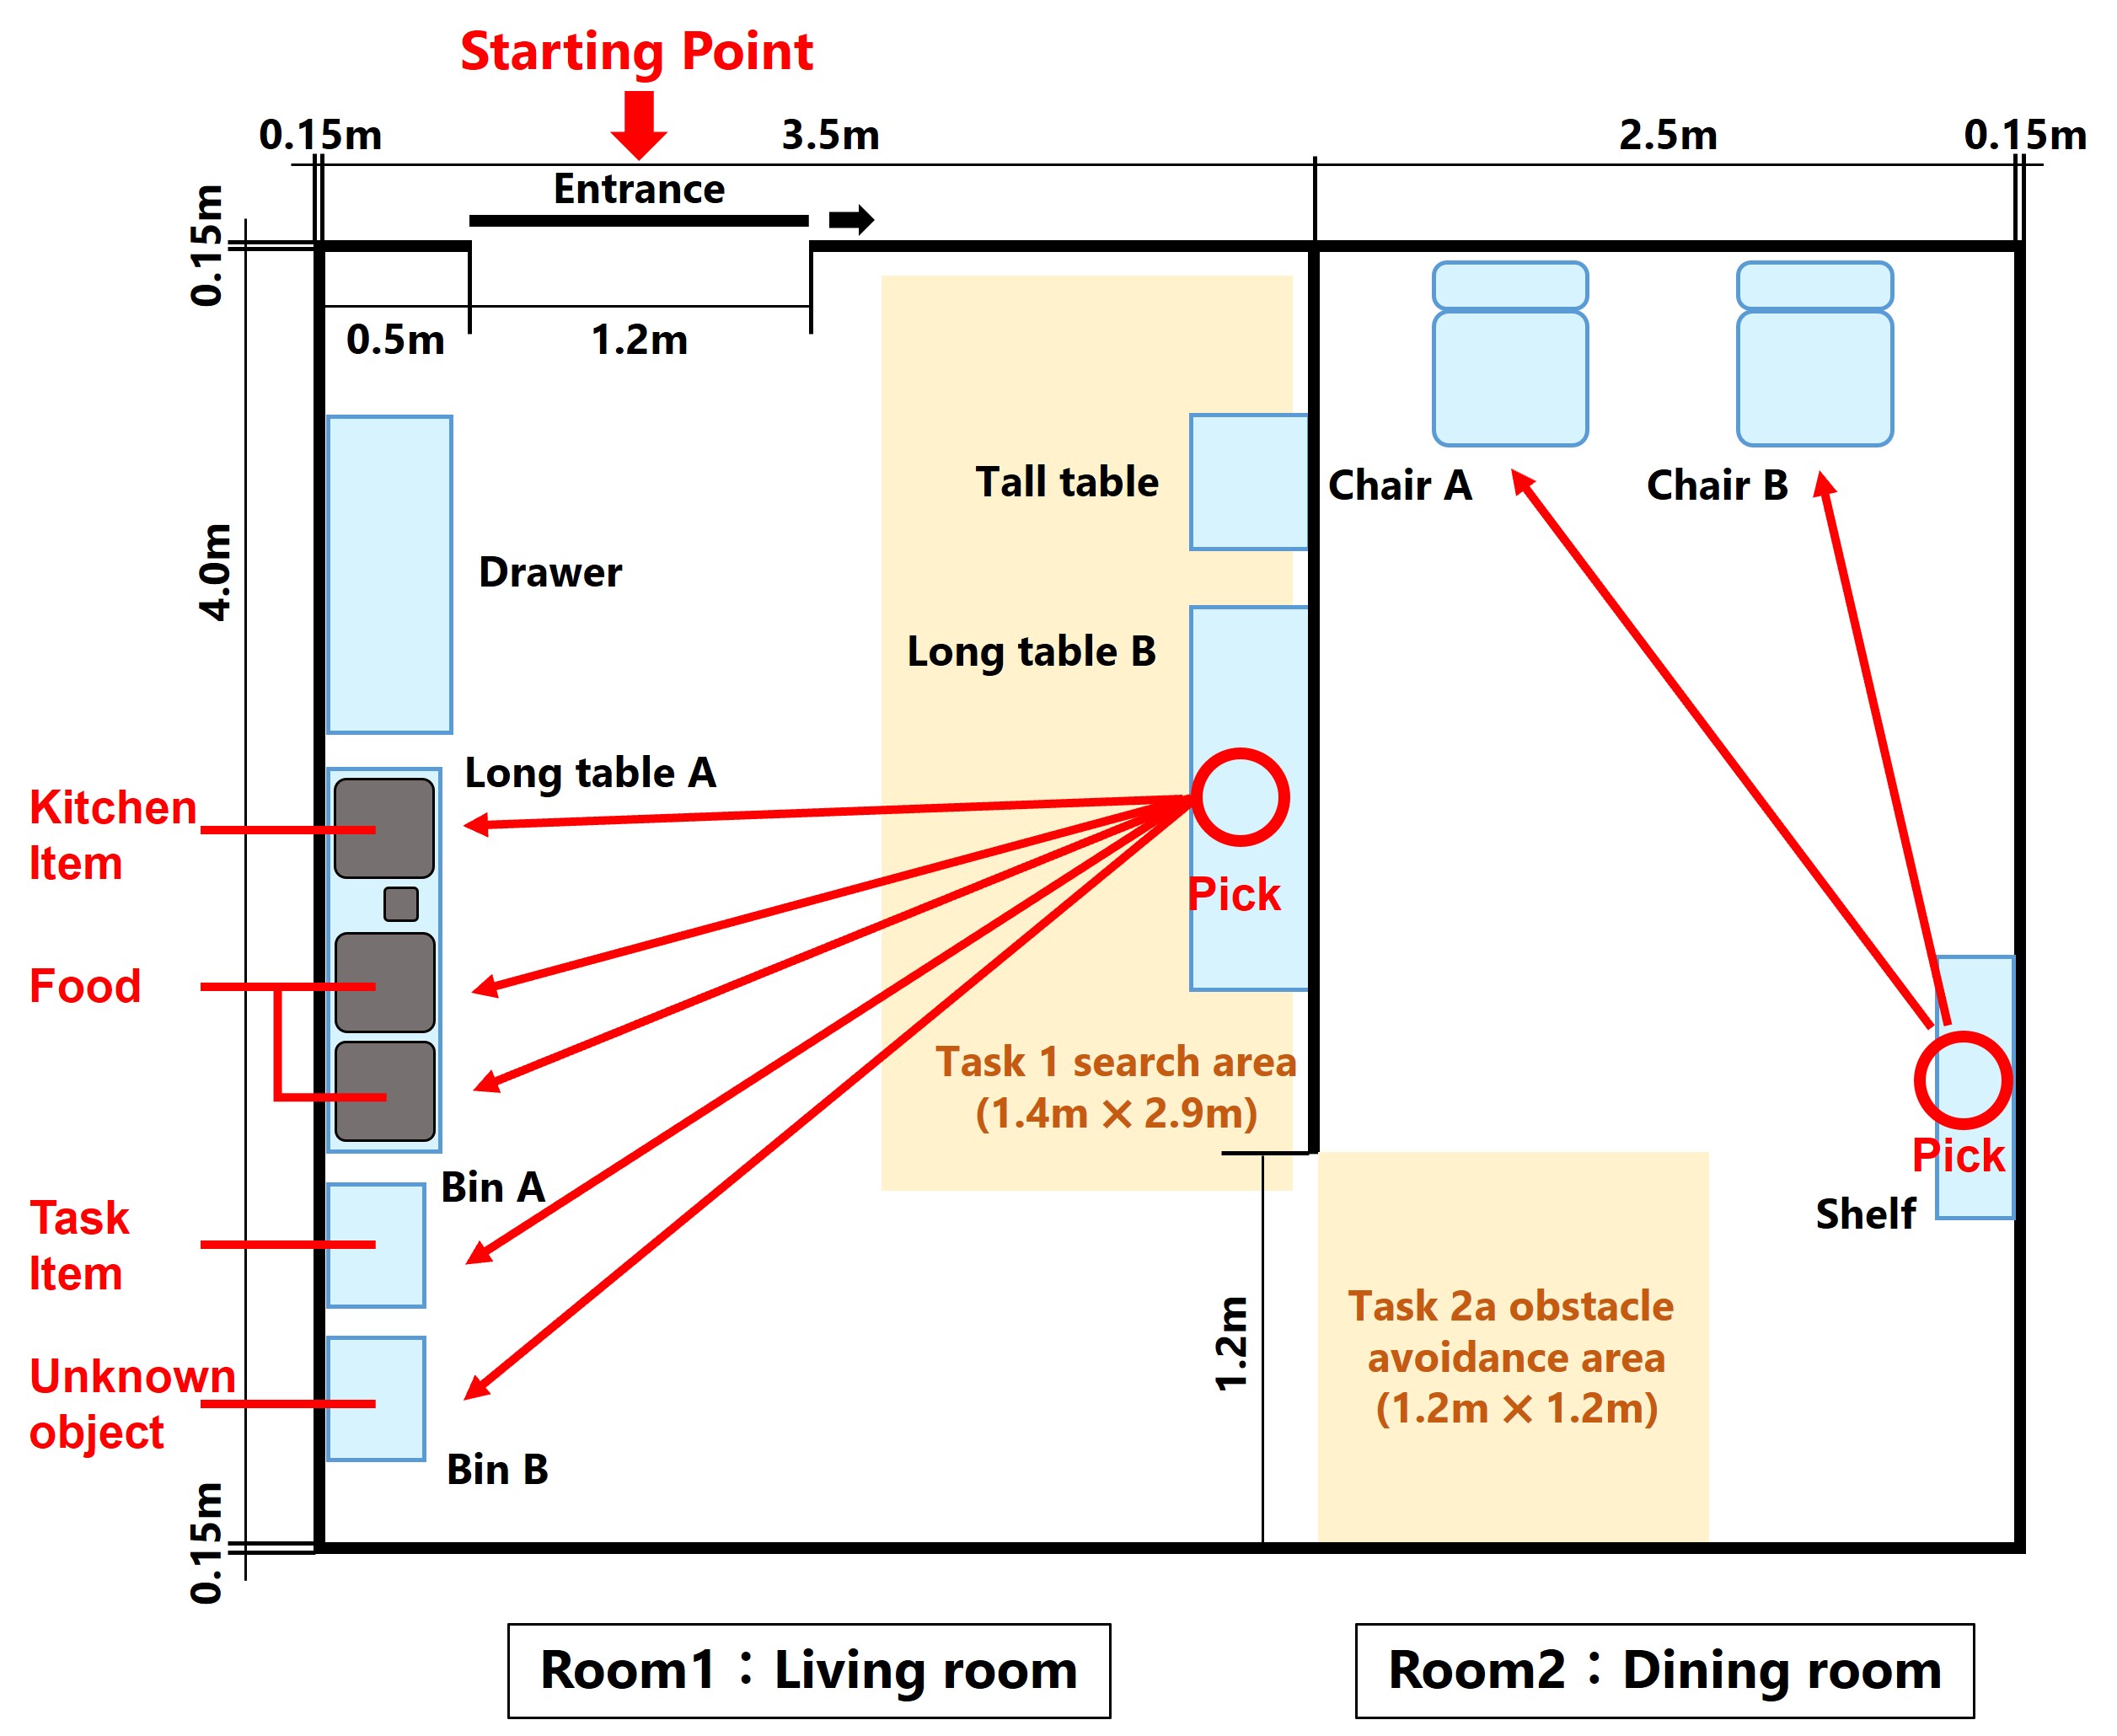 Starting Point
0.15m
3.5m
2.5m
0.15m
Entrance
0.15m
0.5m
1.2m
4.0m
Drawer
Tall table
Chair A
Chair B
Long table B
Long table A
Kitchen
Item
Pick
Food
Task 1 search area
(1.4m × 2.9m)
Pick
Shelf
Bin A
Task
Item
1.2m
Task 2a obstacle
avoidance area
(1.2m × 1.2m)
Unknown
object
Bin B
0.15m
Room1：Living room
Room2：Dining room